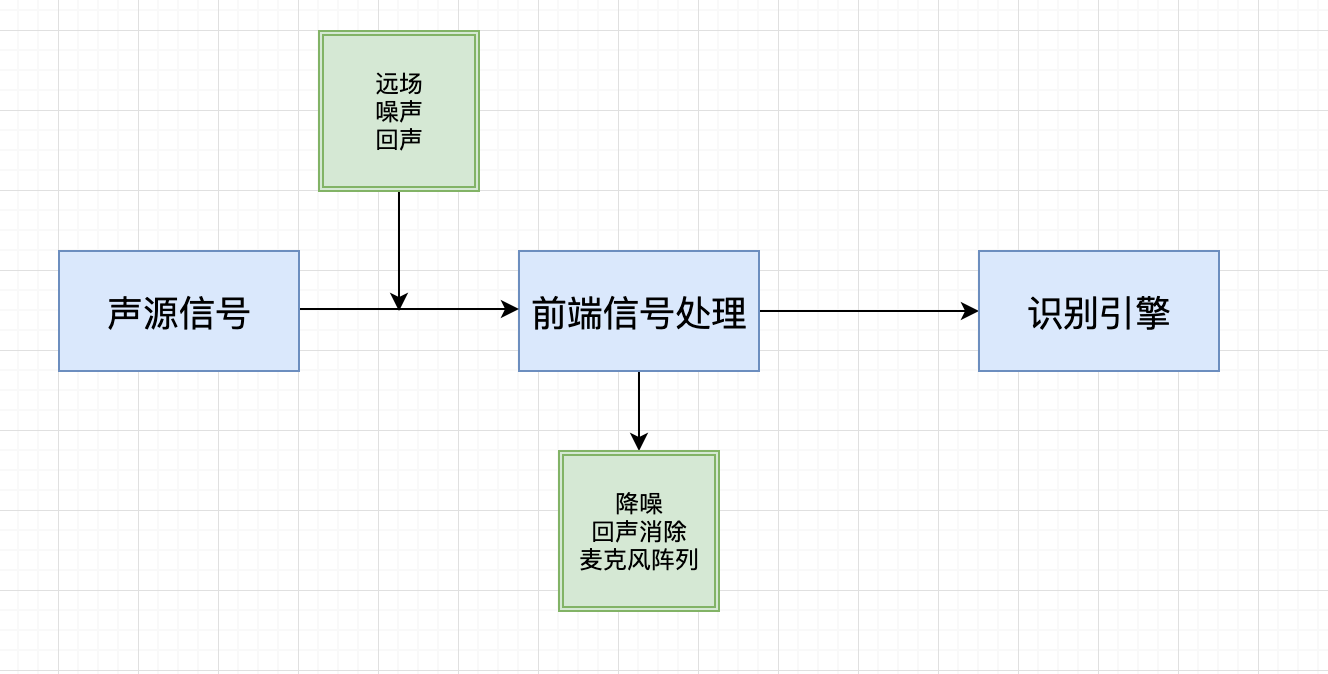 远场
噪声
回声
声源信号
前端信号处理
识别引擎
降噪
回声消除
麦克风阵列